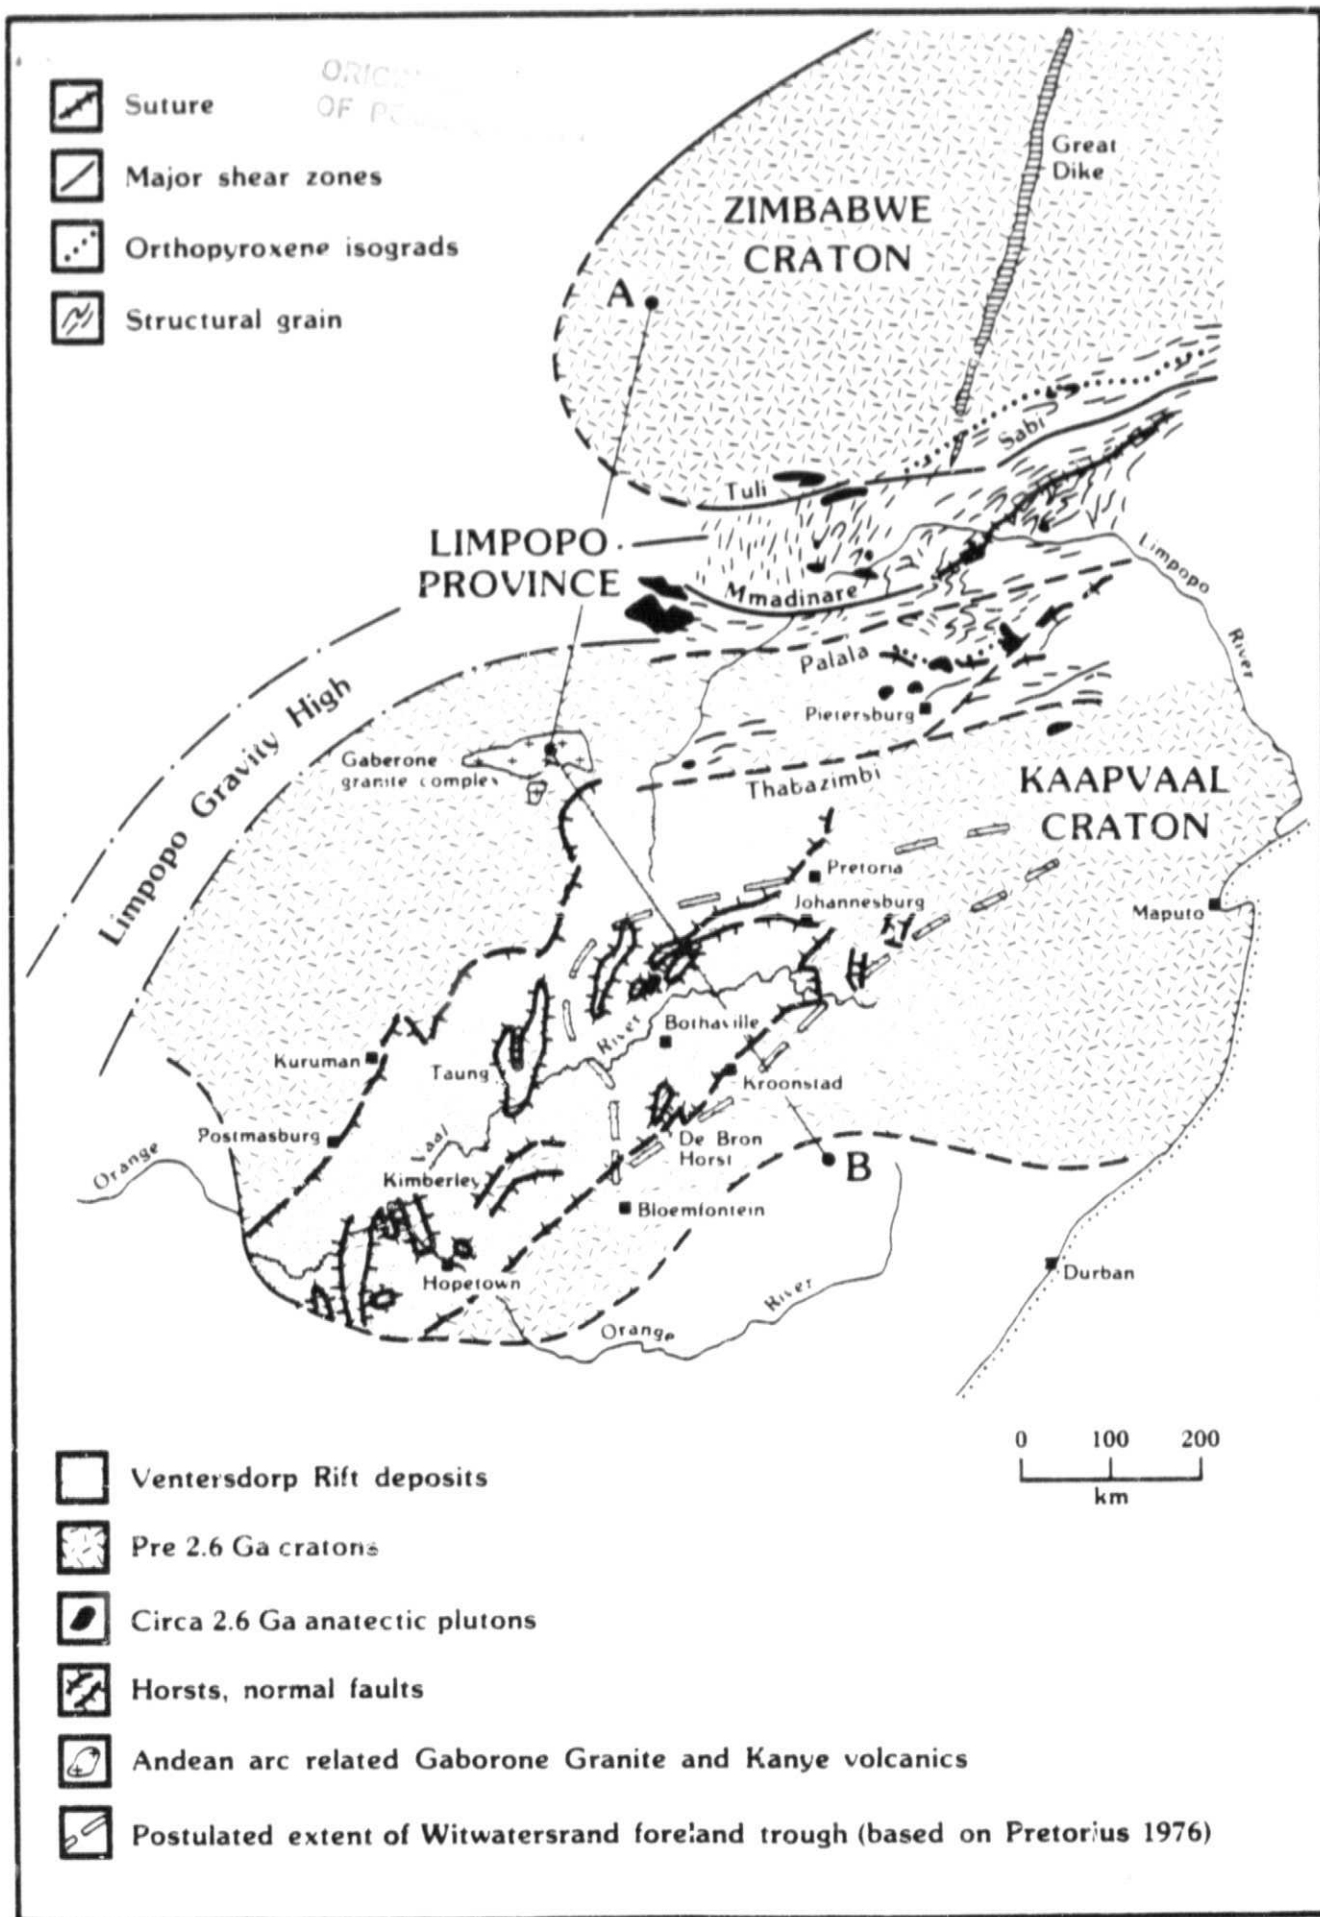 Suture
Major shear zones
Orthopyroxene isograds
Structural grain
OF
Great
Dike
ZIMBABWE
CRATON
A
Sabi
Tuli
LIMPOPO
PROVINCE
Mmadinare
Limpopo
River
Palala
Pietersburg
Limpopo Gravity High
Gaberone
granite complex
Thabazimbi
KAAPVAAL
CRATON
Pretoria
Johannesburg
Maputo
Bothaville
River
Kuruman
Taung
Kroonstad
Postmasburg
De Bron
Horst
Orange
Kimberley
B
Bloemfontein
Hopetown
Durban
Orange
River
0 100 200
km
Ventersdorp Rift deposits
Pre 2.6 Ga cratons
Circa 2.6 Ga anatectic plutons
Horsts, normal faults
Andean arc related Gaborone Granite and Kanye volcanics
Postulated extent of Witwatersrand foreland trough (based on Pretorius 1976)